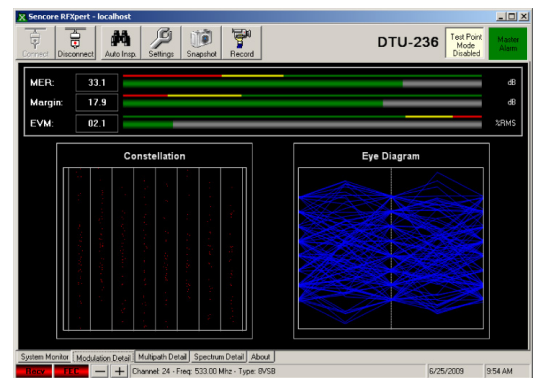 Sencore RFXpert - localhost
Connect Disconnect Auto Insp. Settings Snapshot Record
DTU-236
Test Point
Mode
Disabled
Master
Alarm
MER: 33.1 dB
Margin: 17.9 dB
EVM: 02.1 %RMS
Constellation
Eye Diagram
System Monitor Modulation Detail Multipath Detail Spectrum Detail About
Channel: 24 - Freq: 533.00 Mhz - Type: 8VSB
6/25/2009 9:54 AM